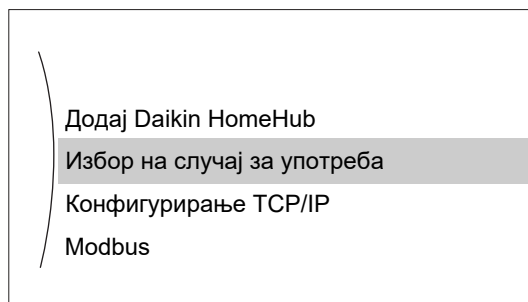 Додај Daikin HomeHub
Избор на случај за употреба
Конфигурирање TCP/IP
Modbus